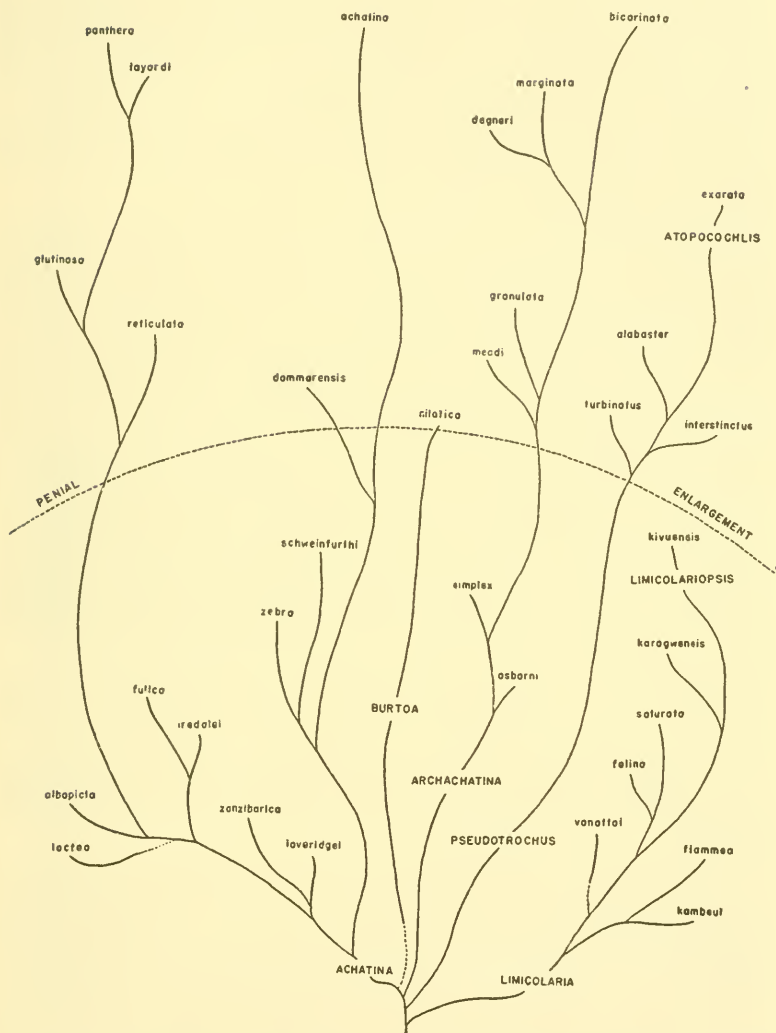 achatina
bicarinata
panthera
layardi
marginata
degneri
exarata
ATOPOCOCHLIS
glutinosa
granulata
reticulata
alabaster
meadi
dammarensis
turbinatus
nilotica
interstinctus
PENIAL
ENLARGEMENT
kivuensis
schweinfurthi
LIMICOLARIOPSIS
simplex
zebra
karagwensis
osborni
fulica
BURTOA
saturata
iredalei
felina
ARCHACHATINA
albopicta
zanzibarica
vanattai
PSEUDOTROCHUS
loveridgei
lactea
flammea
kambeul
ACHATINA
LIMICOLARIA